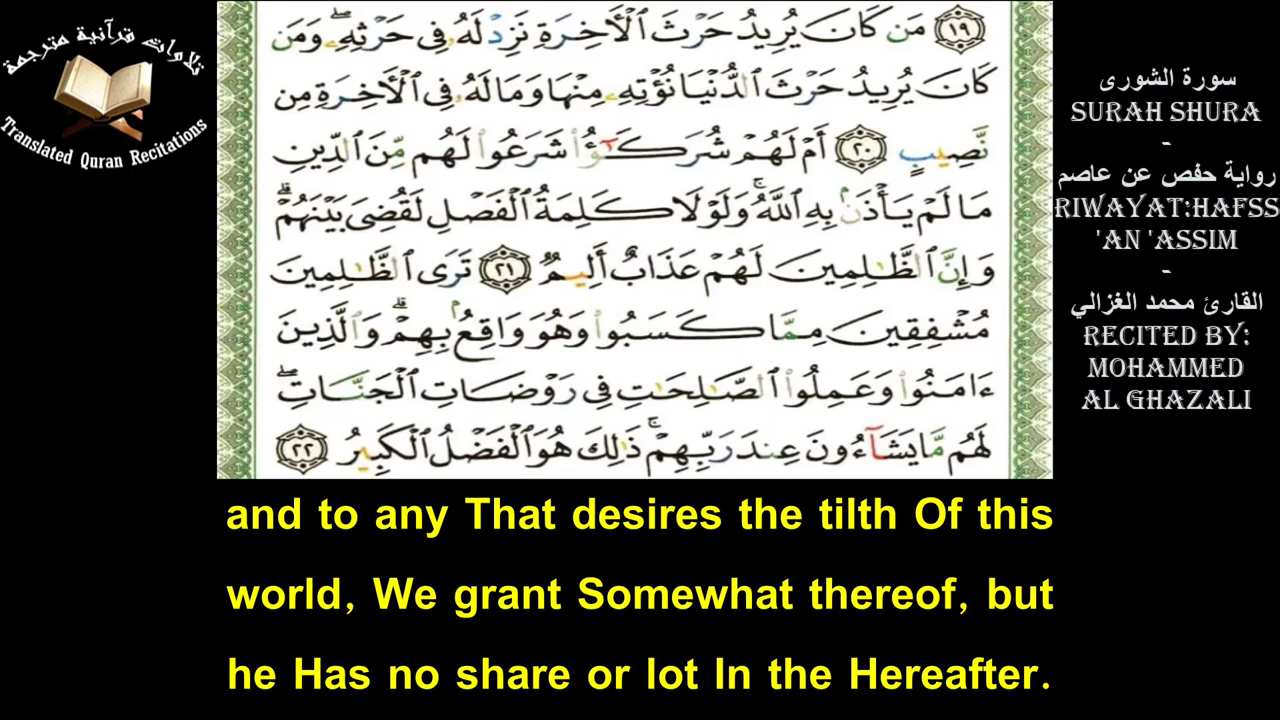 تلاوات قرآنية مترجمة
Translated Quran Recitations
١٩ مَن كَانَ يُرِيدُ حَرْثَ ٱلْأَخِرَةِ نَزِدْ لَهُۥ فِى حَرْثِهِۦۖ وَمَن
كَانَ يُرِيدُ حَرْثَ ٱلدُّنْيَا نُؤْتِهِۦ مِنْهَا وَمَا لَهُۥ فِى ٱلْأَخِرَةِ مِن
نَّصِيبٍ ٢٠ أَمْ لَهُمْ شُرَكَٰٓؤُا۟ شَرَعُوا۟ لَهُم مِّنَ ٱلدِّينِ
مَا لَمْ يَأْذَنۢ بِهِ ٱللَّهُۚ وَلَوْلَا كَلِمَةُ ٱلْفَصْلِ لَقُضِىَ بَيْنَهُمْۗ
وَإِنَّ ٱلظَّٰلِمِينَ لَهُمْ عَذَابٌ أَلِيمٌ ٢١ تَرَى ٱلظَّٰلِمِينَ
مُشْفِقِينَ مِمَّا كَسَبُوا۟ وَهُوَ وَاقِعٌۢ بِهِمْۗ وَٱلَّذِينَ
ءَامَنُوا۟ وَعَمِلُوا۟ ٱلصَّٰلِحَٰتِ فِى رَوْضَاتِ ٱلْجَنَّاتِۖ
لَهُم مَّا يَشَآءُونَ عِندَ رَبِّهِمْۚ ذَٰلِكَ هُوَ ٱلْفَضْلُ ٱلْكَبِيرُ ٢٢
سورة الشورى
SURAH SHURA
-
رواية حفص عن عاصم
RIWAYAT:HAFSS
'AN 'ASSIM
-
القارئ محمد الغزالي
RECITED BY:
MOHAMMED
AL GHAZALI
and to any That desires the tilth Of this
world, We grant Somewhat thereof, but
he Has no share or lot In the Hereafter.